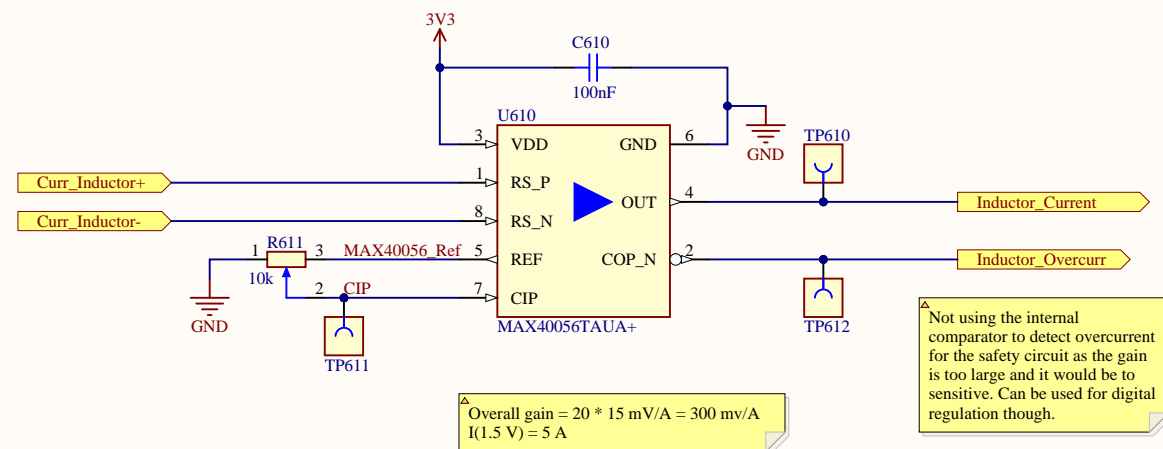 3V3
C610
100nF
U610
3 VDD GND 6
GND
TP610
Curr_Inductor+ 1 RS_P
OUT 4 Inductor_Current
Curr_Inductor- 8 RS_N
1 R611 3 MAX40056_Ref 5 REF
10k
COP_N 2 Inductor_Overcurr
2 CIP 7 CIP
GND
TP611
MAX40056TAUA+
TP612
Not using the internal
comparator to detect overcurrent
for the safety circuit as the gain
is too large and it would be to
sensitive. Can be used for digital
regulation though.
Overall gain = 20 * 15 mV/A = 300 mv/A
I(1.5 V) = 5 A